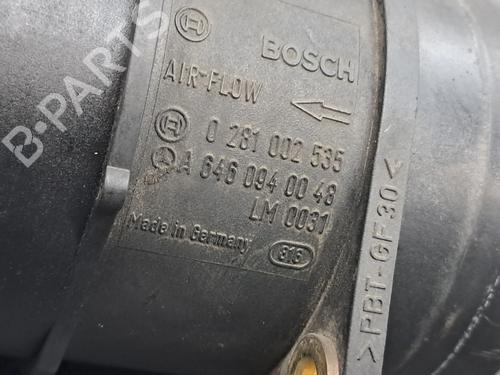 BOSCH
AIR-FLOW
0 281 002 535
A 646 094 00 48
LM 0031
Made in Germany
916
>PBT-GF30<
B-PARTS